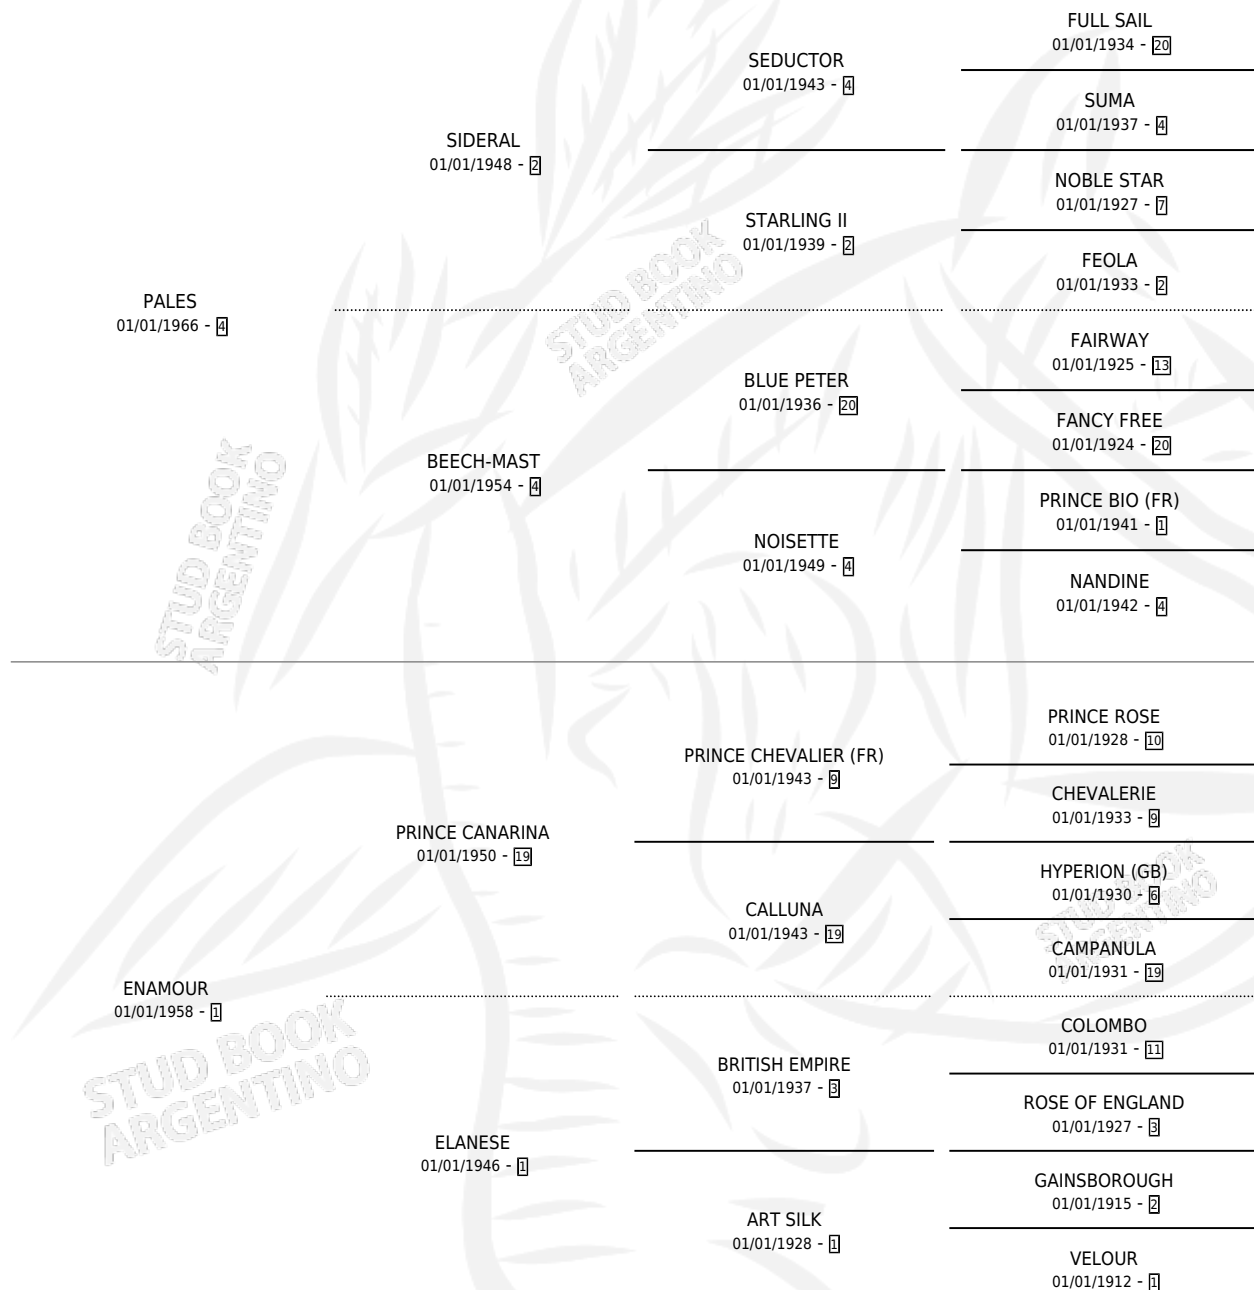 FULL SAIL
01/01/1934 - 20
SEDUCTOR
01/01/1943 - 4
SUMA
01/01/1937 - 4
SIDERAL
01/01/1948 - 2
NOBLE STAR
01/01/1927 - 7
STARLING II
01/01/1939 - 2
FEOLA
01/01/1933 - 2
PALES
01/01/1966 - 4
FAIRWAY
01/01/1925 - 13
BLUE PETER
01/01/1936 - 20
FANCY FREE
01/01/1924 - 20
BEECH-MAST
01/01/1954 - 4
PRINCE BIO (FR)
01/01/1941 - 1
NOISETTE
01/01/1949 - 4
NANDINE
01/01/1942 - 4
PRINCE ROSE
01/01/1928 - 10
PRINCE CHEVALIER (FR)
01/01/1943 - 9
CHEVALERIE
01/01/1933 - 9
PRINCE CANARINA
01/01/1950 - 19
HYPERION (GB)
01/01/1930 - 6
CALLUNA
01/01/1943 - 19
CAMPANULA
01/01/1931 - 19
ENAMOUR
01/01/1958 - 1
COLOMBO
01/01/1931 - 11
BRITISH EMPIRE
01/01/1937 - 3
ROSE OF ENGLAND
01/01/1927 - 3
ELANESE
01/01/1946 - 1
GAINSBOROUGH
01/01/1915 - 2
ART SILK
01/01/1928 - 1
VELOUR
01/01/1912 - 1
STUD BOOK
ARGENTINO
STUD BOOK
ARGENTINO
STUD BOOK
ARGENTINO
STUD BOOK
ARGENTINO